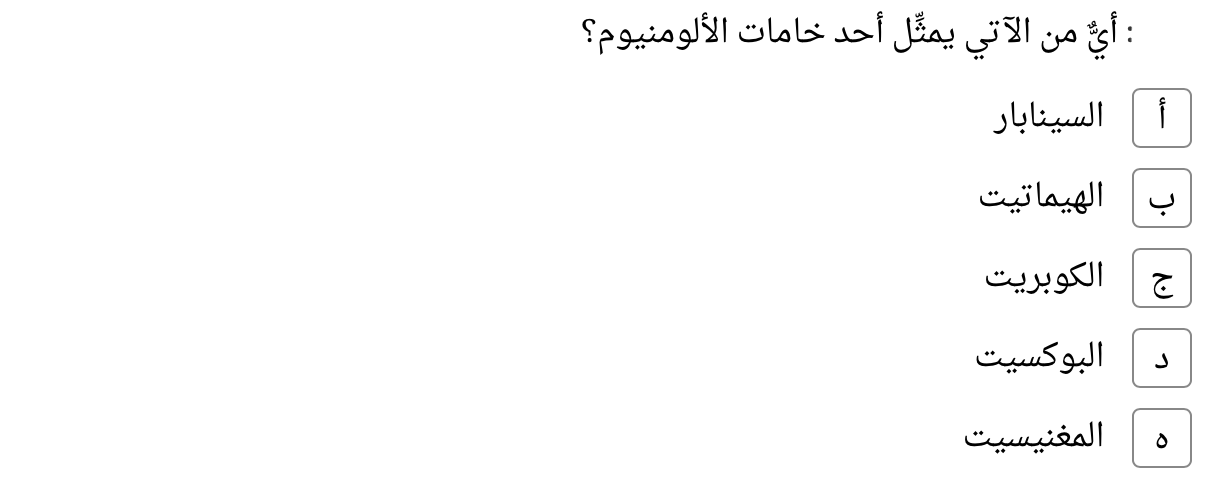 : أيٌّ من الآتي يمثِّل أحد خامات الألومنيوم؟
أ السينابار
ب الهيماتيت
ج الكوبريت
د البوكسيت
ه المغنيسيت